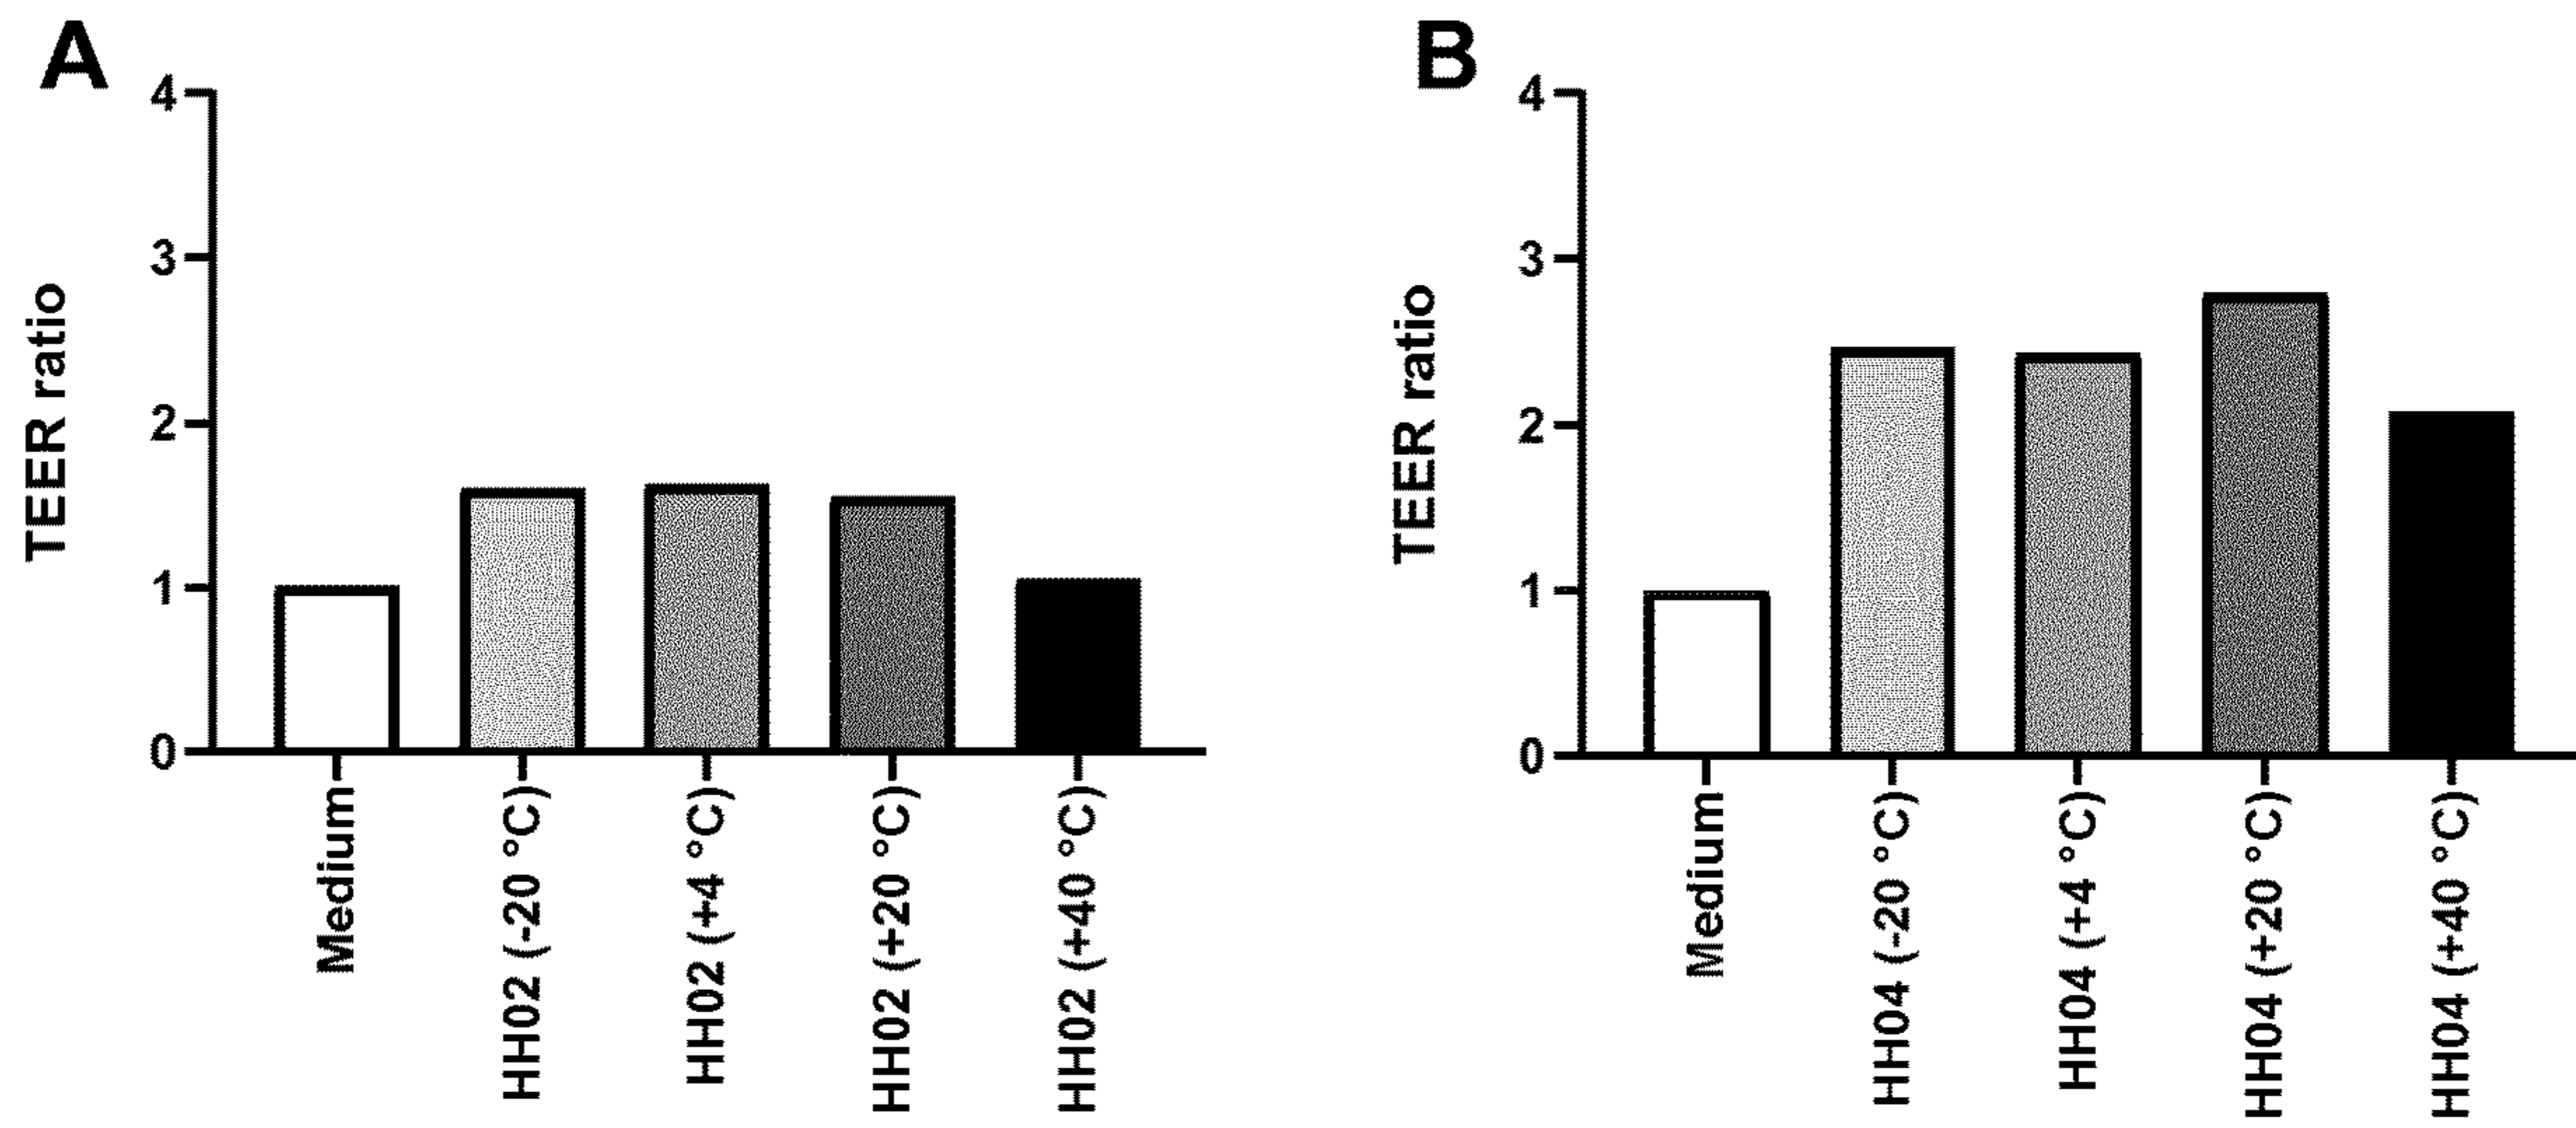 A
4
3
2
1
0
TEER ratio
Medium
HH02 (-20 °C)
HH02 (+4 °C)
HH02 (+20 °C)
HH02 (+40 °C)
B
4
3
2
1
0
TEER ratio
Medium
HH04 (-20 °C)
HH04 (+4 °C)
HH04 (+20 °C)
HH04 (+40 °C)